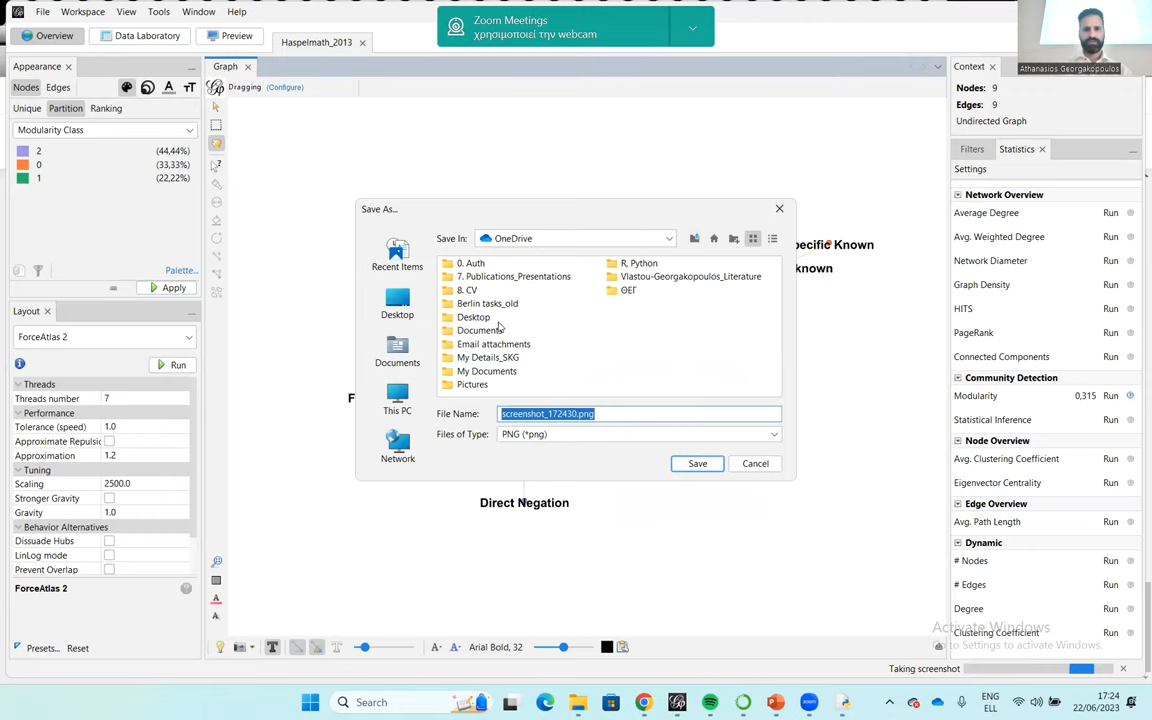 File Workspace View Tools Window Help
Overview Data Laboratory Preview Haspelmath_2013
Zoom Meetings
χρησιμοποιεί την webcam
Athanasios Georgakopoulos
Appearance
Nodes Edges
Unique Partition Ranking
Modularity Class
2 (44,44%)
0 (33,33%)
1 (22,22%)
Palette...
Apply
Layout
ForceAtlas 2
Run
Threads
Threads number 7
Performance
Tolerance (speed) 1.0
Approximate Repulsic
Approximation 1.2
Tuning
Scaling 2500.0
Stronger Gravity
Gravity 1.0
Behavior Alternatives
Dissuade Hubs
LinLog mode
Prevent Overlap
ForceAtlas 2
Presets... Reset
Graph
Dragging (Configure)
Save As...
Save In: OneDrive
Recent Items
Desktop
Documents
This PC
Network
0. Auth
7. Publications_Presentations
8. CV
Berlin tasks_old
Desktop
Documents
Email attachments
My Details_SKG
My Documents
Pictures
R, Python
Vlastou-Georgakopoulos_Literature
ΘΕΓ
File Name: screenshot_172430.png
Files of Type: PNG (*png)
Save Cancel
pecific Known
known
F
Direct Negation
Arial Bold, 32
Context
Nodes: 9
Edges: 9
Undirected Graph
Filters Statistics
Settings
Network Overview
Average Degree Run
Avg. Weighted Degree Run
Network Diameter Run
Graph Density Run
HITS Run
PageRank Run
Connected Components Run
Community Detection
Modularity 0,315 Run
Statistical Inference Run
Node Overview
Avg. Clustering Coefficient Run
Eigenvector Centrality Run
Edge Overview
Avg. Path Length Run
Dynamic
# Nodes Run
# Edges Run
Degree Run
Clustering Coefficient Run
Activate Windows
Go to Settings to activate Windows.
Taking screenshot
Search
ENG
ELL
17:24
22/06/2023